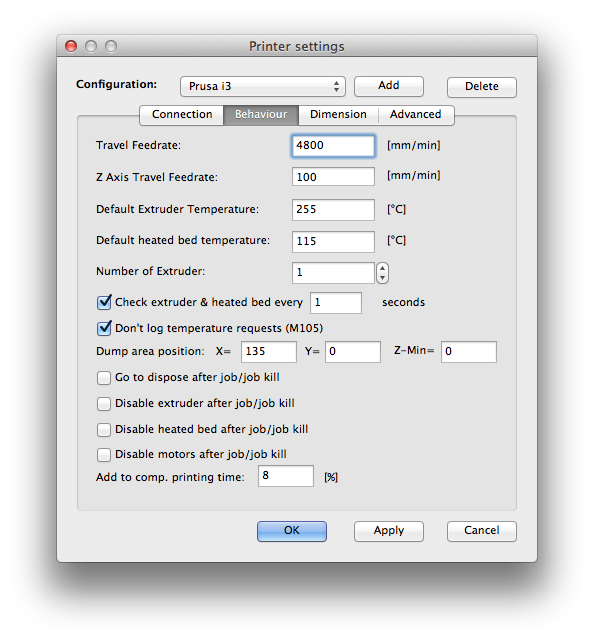 Printer settings
Configuration: Prusa i3 Add Delete
Connection Behaviour Dimension Advanced
Travel Feedrate: 4800 [mm/min]
Z Axis Travel Feedrate: 100 [mm/min]
Default Extruder Temperature: 255 [°C]
Default heated bed temperature: 115 [°C]
Number of Extruder: 1
Check extruder & heated bed every 1 seconds
Don't log temperature requests (M105)
Dump area position: X= 135 Y= 0 Z-Min= 0
Go to dispose after job/job kill
Disable extruder after job/job kill
Disable heated bed after job/job kill
Disable motors after job/job kill
Add to comp. printing time: 8 [%]
OK Apply Cancel